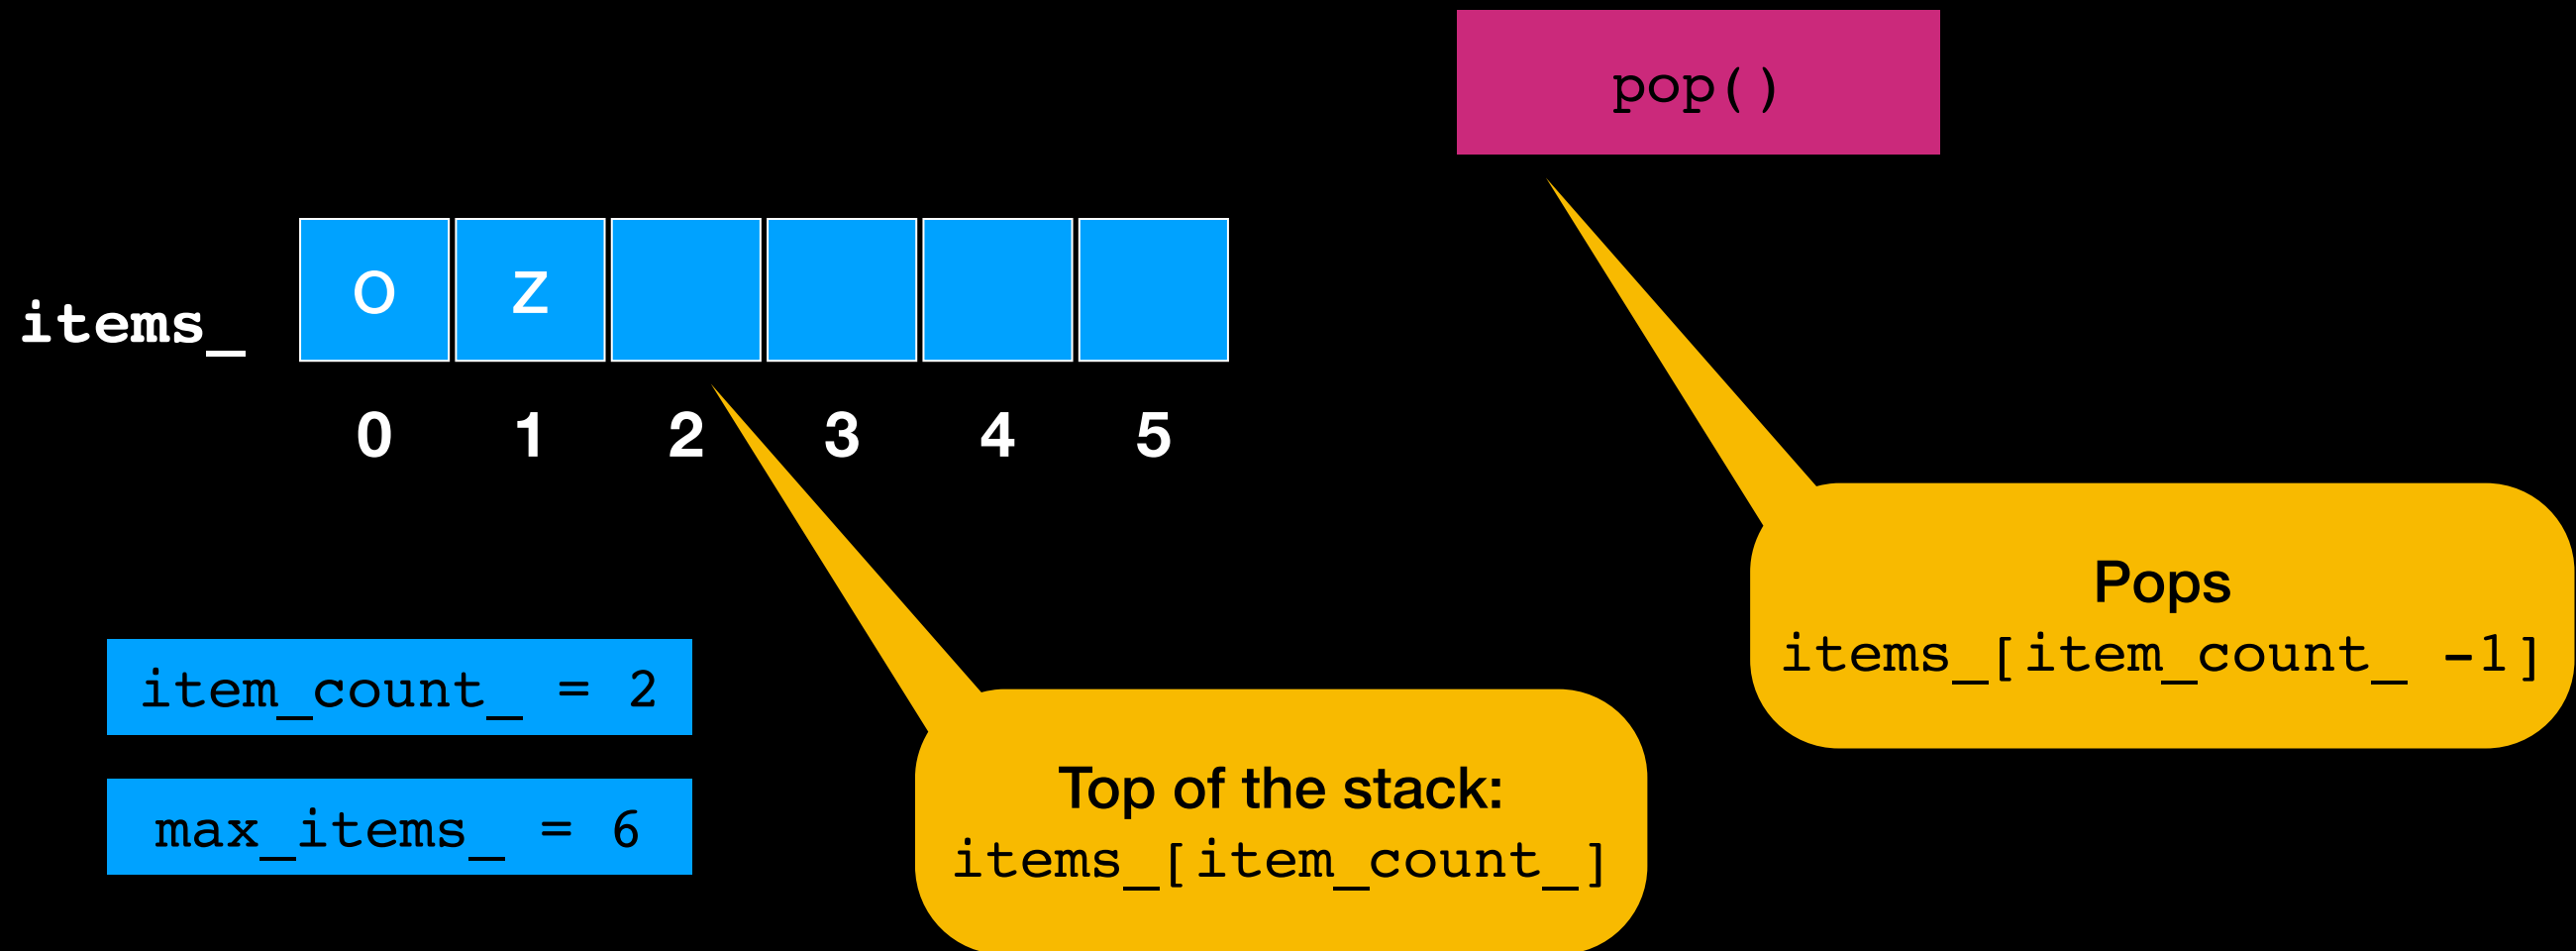 pop()
items_ O Z
0 1 2 3 4 5
Pops
items_[item_count_ -1]
item_count_ = 2
max_items_ = 6
Top of the stack:
items_[item_count_]